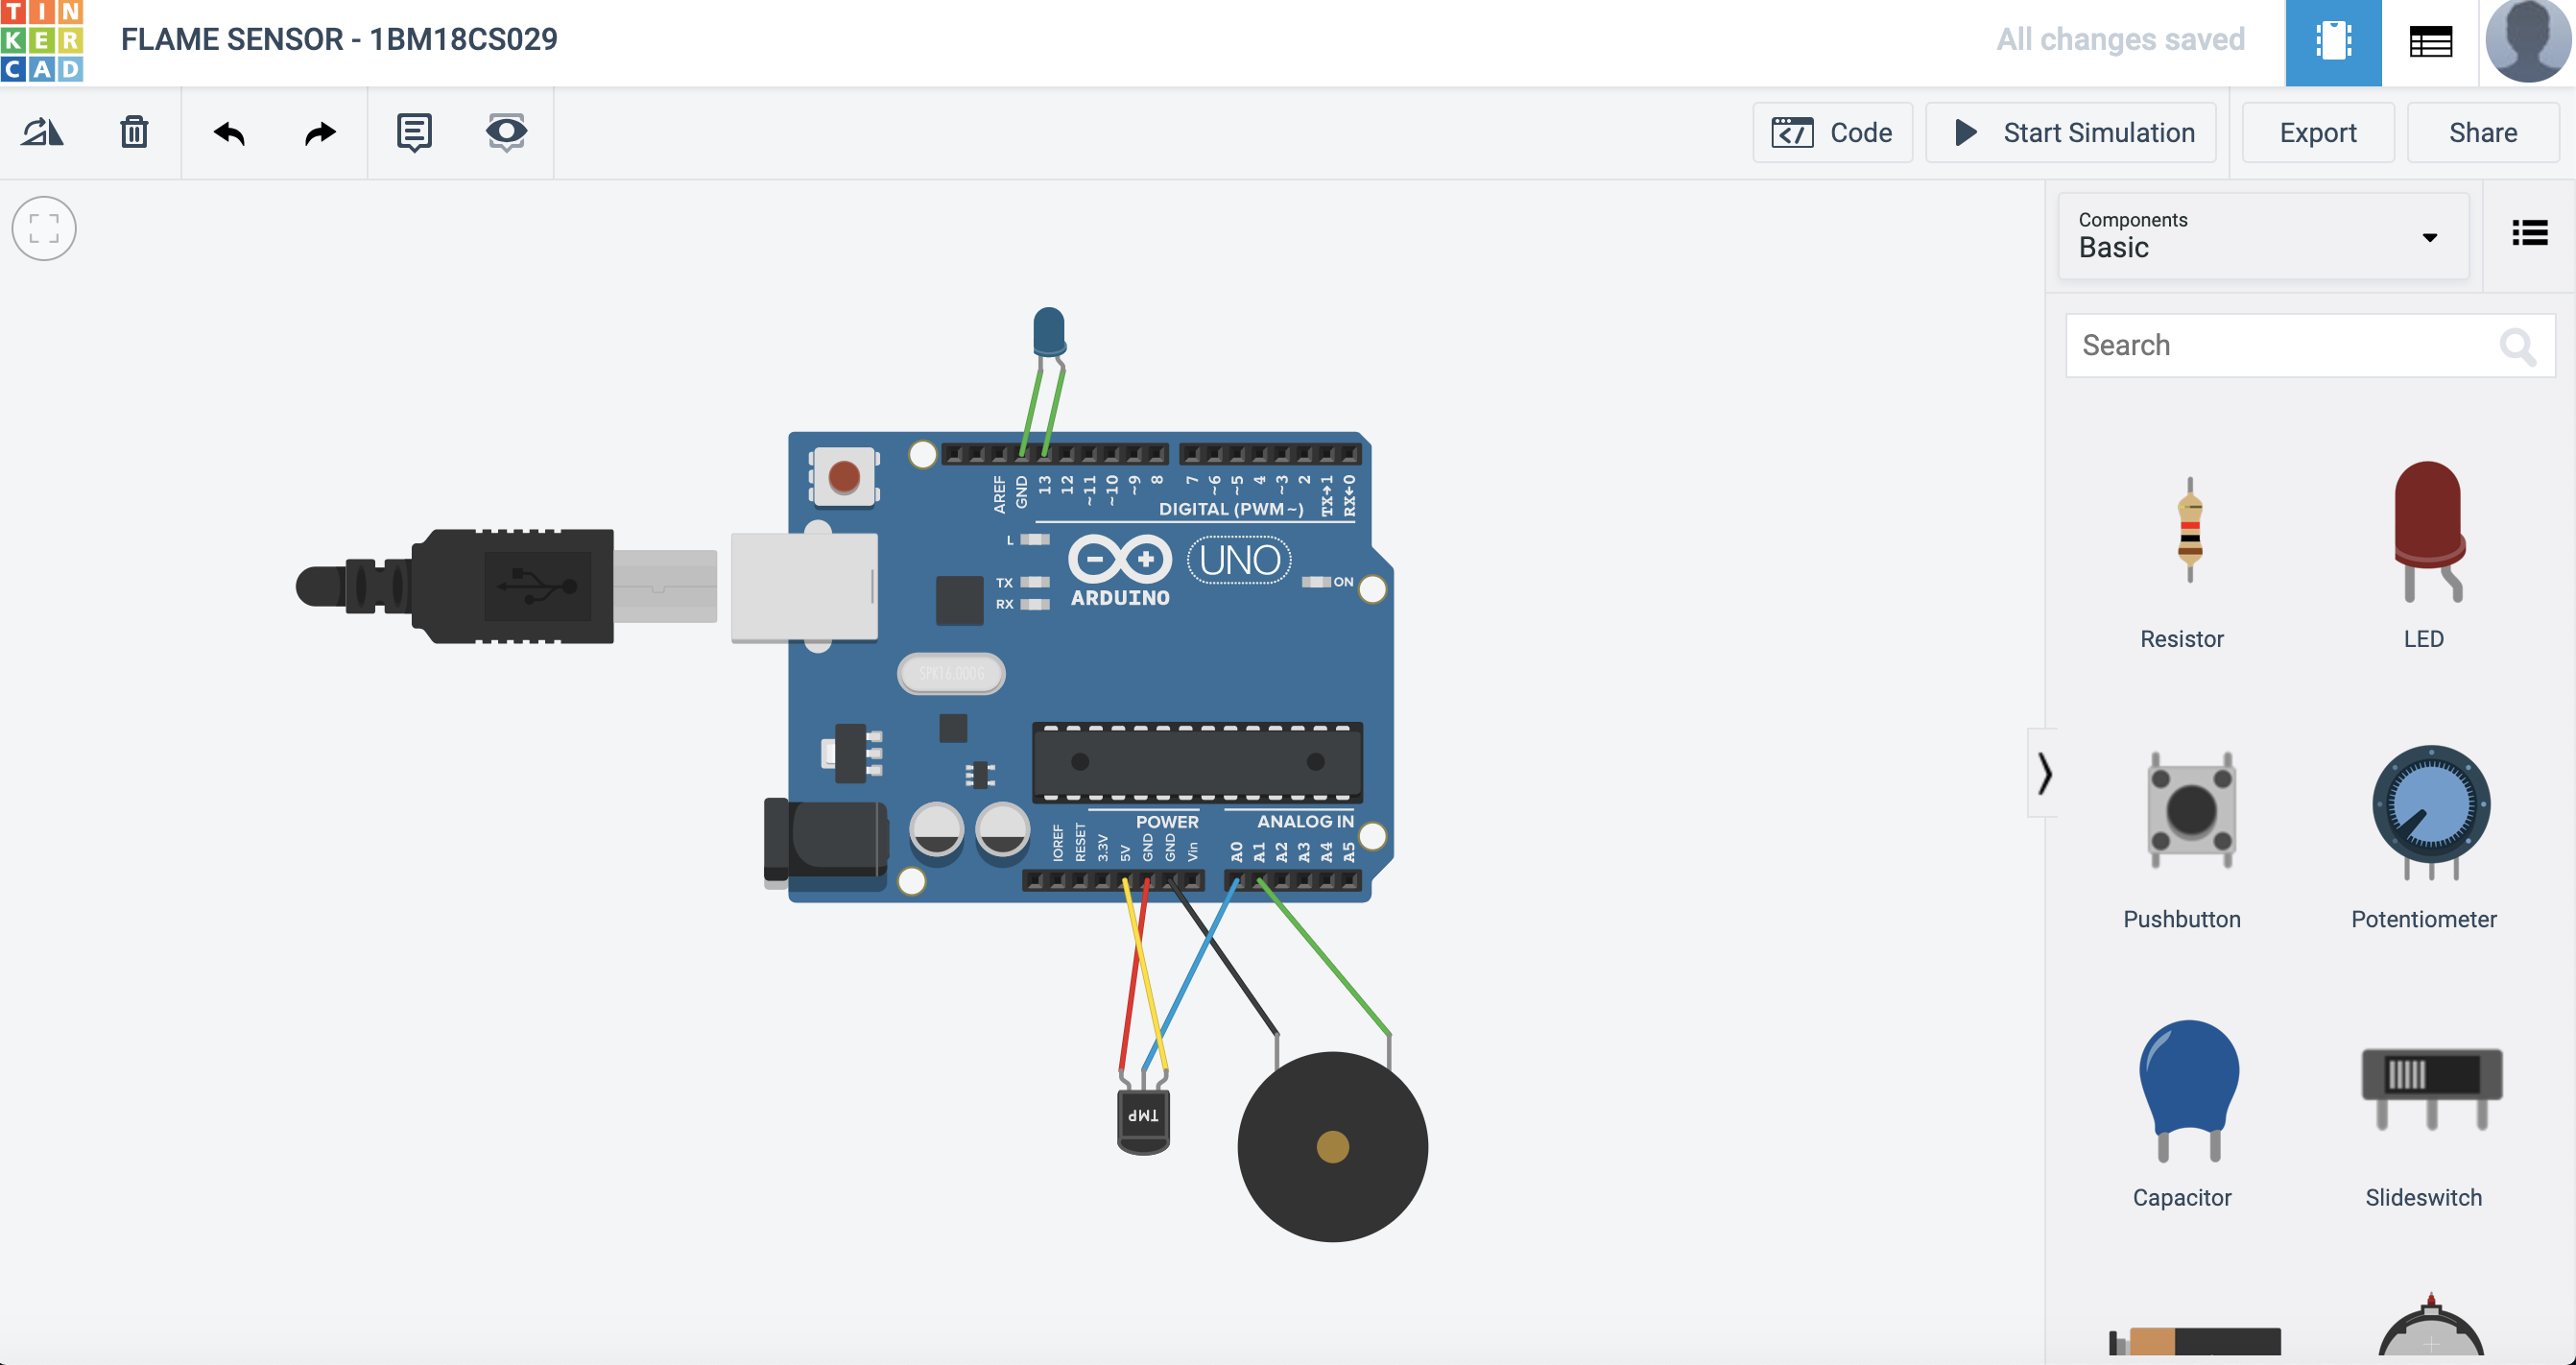 TIN
KER
CAD
FLAME SENSOR - 1BM18CS029
All changes saved
Code
Start Simulation
Export
Share
Components
Basic
Search
AREF
GND
13
12
~11
~10
~9
8
7
~6
~5
4
~3
2
TX→1
RX←0
DIGITAL (PWM~)
L
TX
RX
ARDUINO
UNO
ON
SPK16.000G
POWER
ANALOG IN
IOREF
RESET
3.3V
5V
GND
GND
Vin
A0
A1
A2
A3
A4
A5
TMP
Resistor
LED
Pushbutton
Potentiometer
Capacitor
Slideswitch